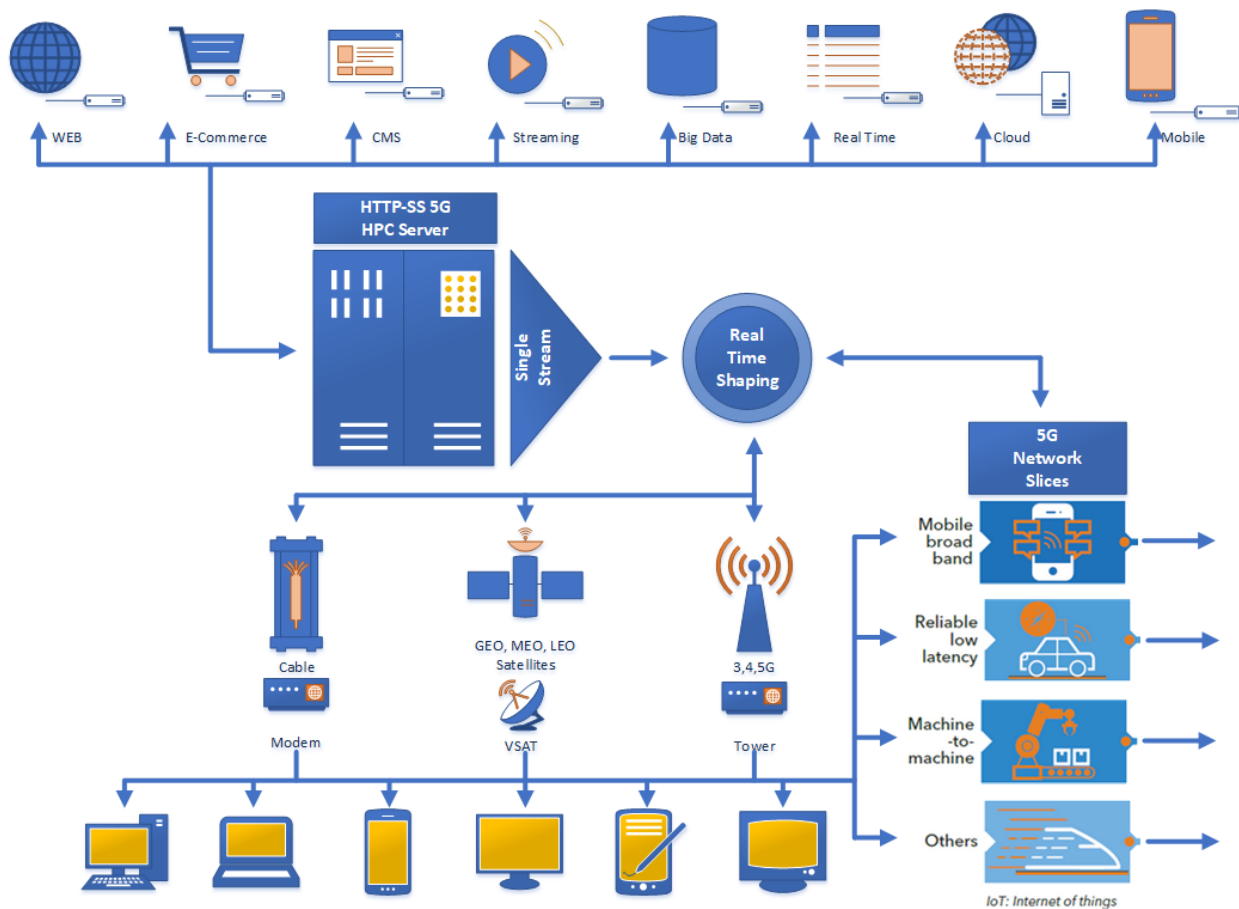 WEB
E-Commerce
CMS
Streaming
Big Data
Real Time
Cloud
Mobile
HTTP-SS 5G
HPC Server
Single
Stream
Real
Time
Shaping
5G
Network
Slices
Mobile
broad
band
Reliable
low
latency
Machine
-to-
machine
Others
IoT: Internet of things
Cable
Modem
GEO, MEO, LEO
Satellites
VSAT
3,4,5G
Tower